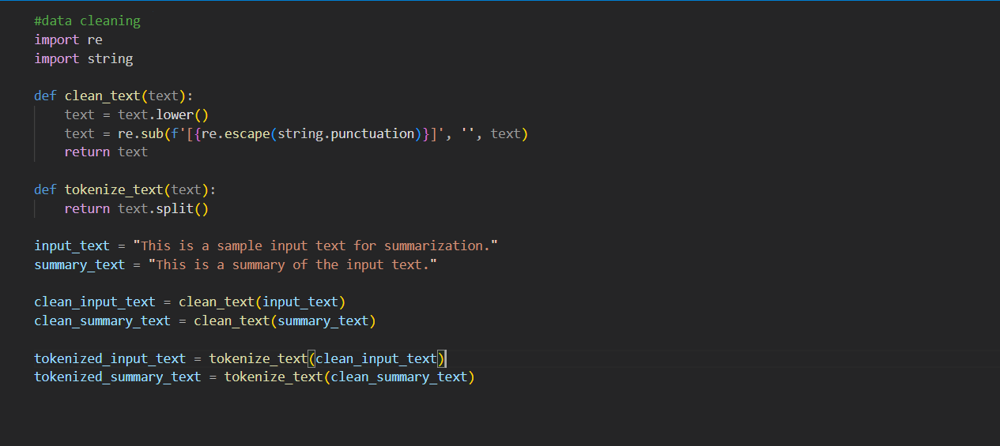 #data cleaning
import re
import string
def clean_text(text):
text = text.lower()
text = re.sub(f'[{re.escape(string.punctuation)}]', '', text)
return text
def tokenize_text(text):
return text.split()
input_text = "This is a sample input text for summarization."
summary_text = "This is a summary of the input text."
clean_input_text = clean_text(input_text)
clean_summary_text = clean_text(summary_text)
tokenized_input_text = tokenize_text(clean_input_text)
tokenized_summary_text = tokenize_text(clean_summary_text)